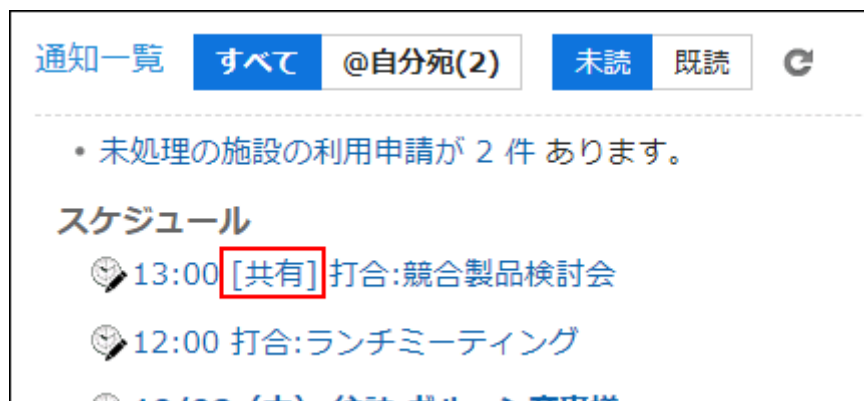 通知一覧 すべて @自分宛(2) 未読 既読
・未処理の施設の利用申請が 2 件 あります。
スケジュール
13:00 [共有] 打合:競合製品検討会
12:00 打合:ランチミーティング